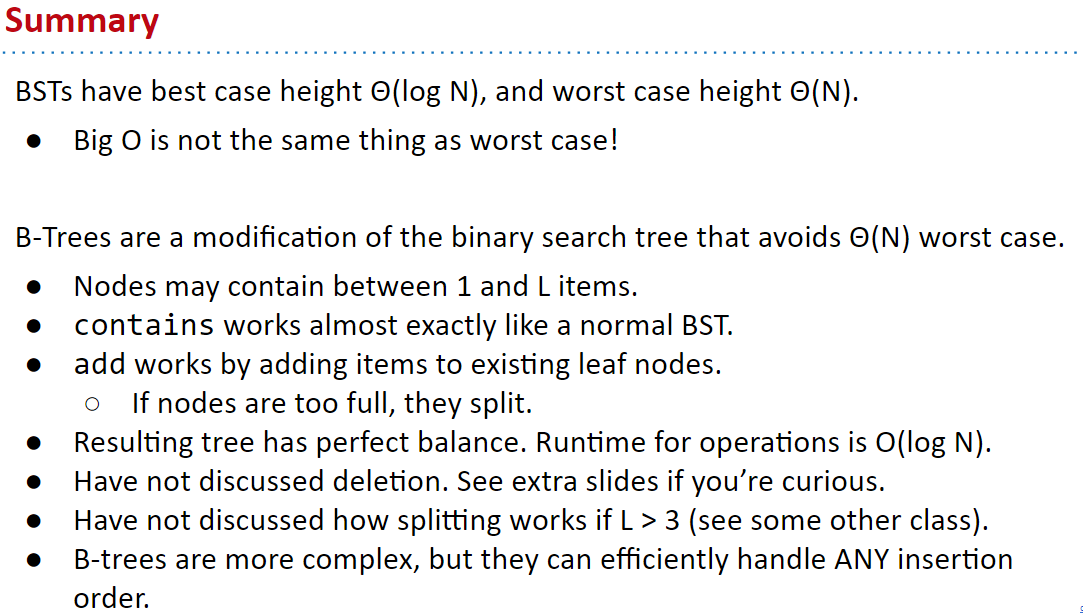 Summary
BSTs have best case height Θ(log N), and worst case height Θ(N).
● Big O is not the same thing as worst case!
B-Trees are a modification of the binary search tree that avoids Θ(N) worst case.
● Nodes may contain between 1 and L items.
● contains works almost exactly like a normal BST.
● add works by adding items to existing leaf nodes.
○ If nodes are too full, they split.
● Resulting tree has perfect balance. Runtime for operations is O(log N).
● Have not discussed deletion. See extra slides if you’re curious.
● Have not discussed how splitting works if L > 3 (see some other class).
● B-trees are more complex, but they can efficiently handle ANY insertion
order.